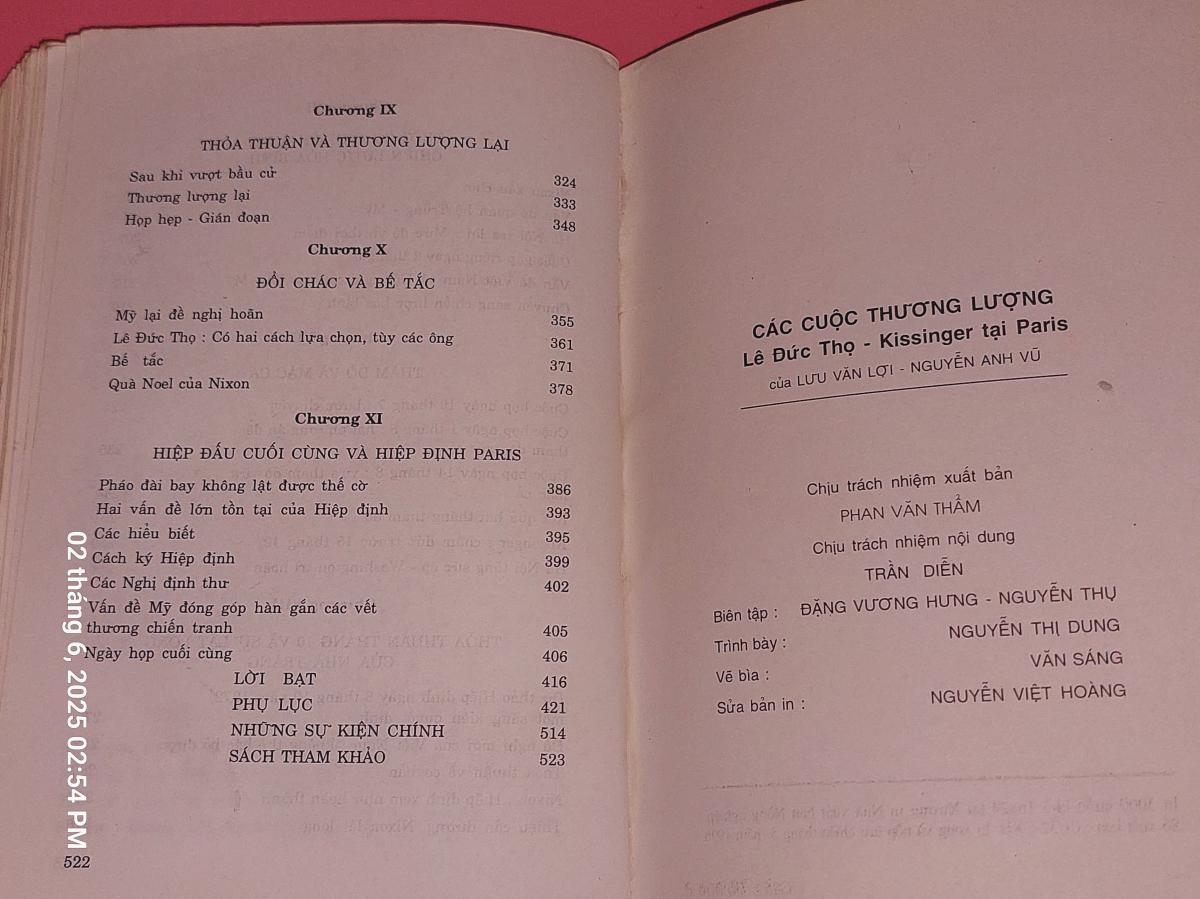 Chương IX
THỎA THUẬN VÀ THƯƠNG LƯỢNG LẠI
Sau khi vượt bầu cử 324
Thương lượng lại 333
Họp hẹp - Gián đoạn 348
Chương X
ĐỔI CHÁC VÀ BẾ TẮC
Mỹ lại đề nghị hoãn 355
Lê Đức Thọ : Có hai cách lựa chọn, tùy các ông 361
Bế tắc 371
Quà Noel của Nixon 378
Chương XI
HIỆP ĐẤU CUỐI CÙNG VÀ HIỆP ĐỊNH PARIS
Pháo đài bay không lật được thế cờ 386
Hai vấn đề lớn tồn tại của Hiệp định 393
Các hiểu biết 395
Cách ký Hiệp định 399
Các Nghị định thư 402
Vấn đề Mỹ đóng góp hàn gắn các vết
thương chiến tranh 405
Ngày họp cuối cùng 406
LỜI BẠT 416
PHỤ LỤC 421
NHỮNG SỰ KIỆN CHÍNH 514
SÁCH THAM KHẢO 523
522
02 tháng 6, 2025 02:54 PM
CÁC CUỘC THƯƠNG LƯỢNG
Lê Đức Thọ - Kissinger tại Paris
của LƯU VĂN LỢI - NGUYỄN ANH VŨ
Chịu trách nhiệm xuất bản
PHAN VĂN THẨM
Chịu trách nhiệm nội dung
TRẦN DIỄN
Biên tập : ĐẶNG VƯƠNG HƯNG - NGUYỄN THỤ
Trình bày : NGUYỄN THỊ DUNG
Vẽ bìa : VĂN SÁNG
Sửa bản in : NGUYỄN VIỆT HOÀNG